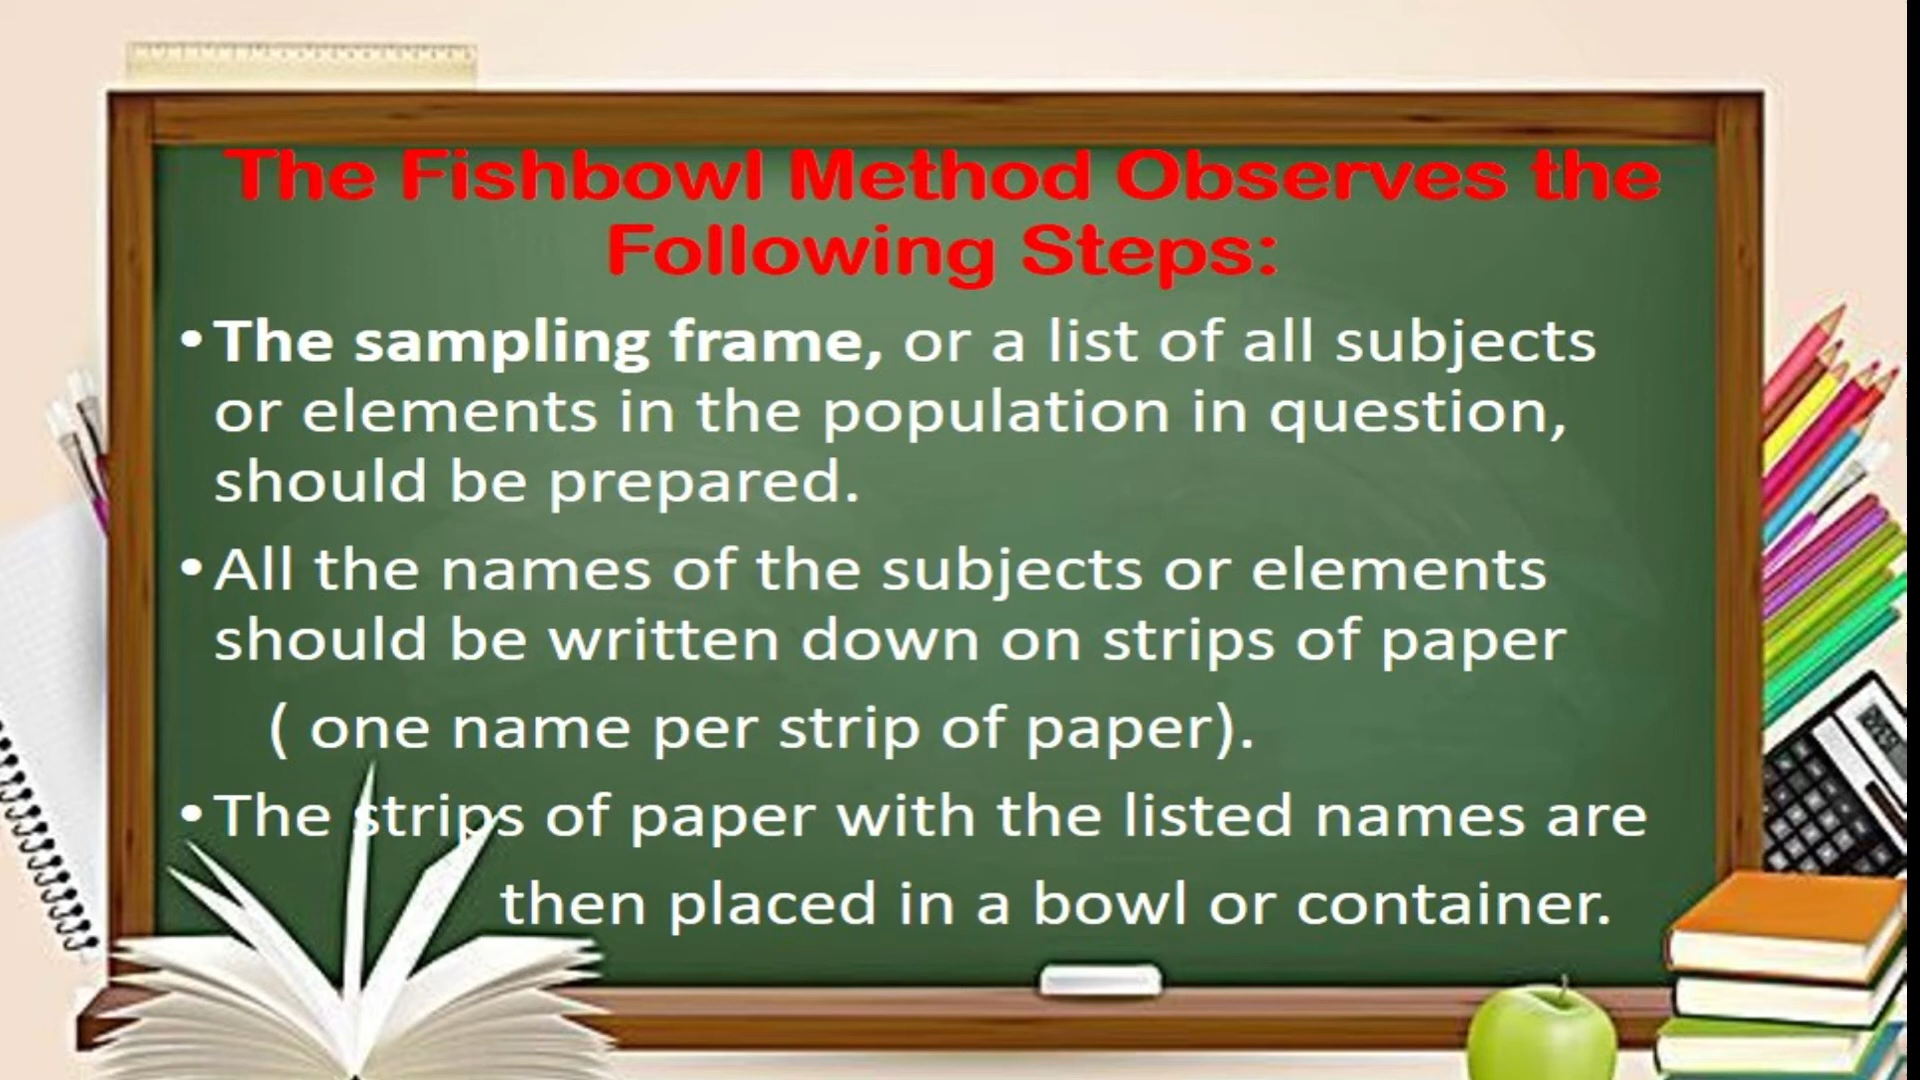 The Fishbowl Method Observes the
Following Steps:
• The sampling frame, or a list of all subjects
or elements in the population in question,
should be prepared.
• All the names of the subjects or elements
should be written down on strips of paper
( one name per strip of paper).
• The strips of paper with the listed names are
then placed in a bowl or container.